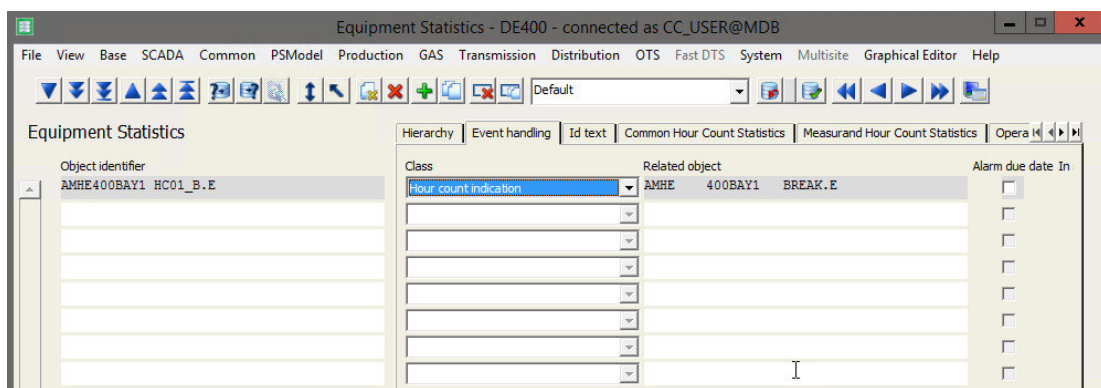 Equipment Statistics - DE400 - connected as CC_USER@MDB
File View Base SCADA Common PSModel Production GAS Transmission Distribution OTS Fast DTS System Multisite Graphical Editor Help
Default
Equipment Statistics
Hierarchy Event handling Id text Common Hour Count Statistics Measurand Hour Count Statistics Opera
Object identifier Class Related object Alarm due date In
AMHE400BAY1 HC01_B.E Hour count indication AMHE 400BAY1 BREAK.E